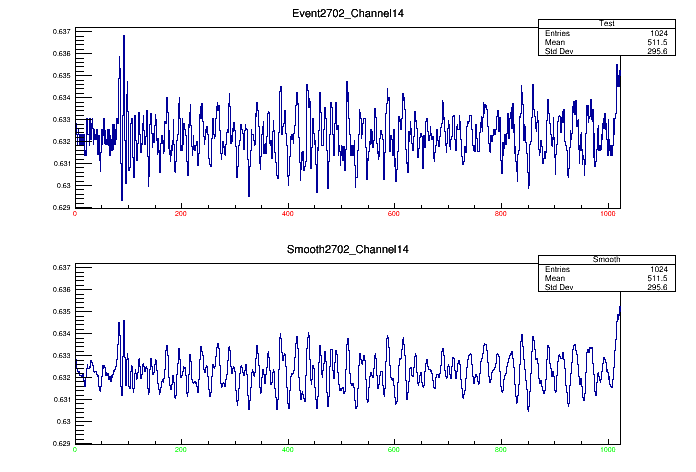 Event2702_Channel14
Test
Entries 1024
Mean 511.5
Std Dev 295.6
0.637
0.636
0.635
0.634
0.633
0.632
0.631
0.63
0.629
0 200 400 600 800 1000
Smooth2702_Channel14
Smooth
Entries 1024
Mean 511.5
Std Dev 295.6
0.637
0.636
0.635
0.634
0.633
0.632
0.631
0.63
0.629
0 200 400 600 800 1000